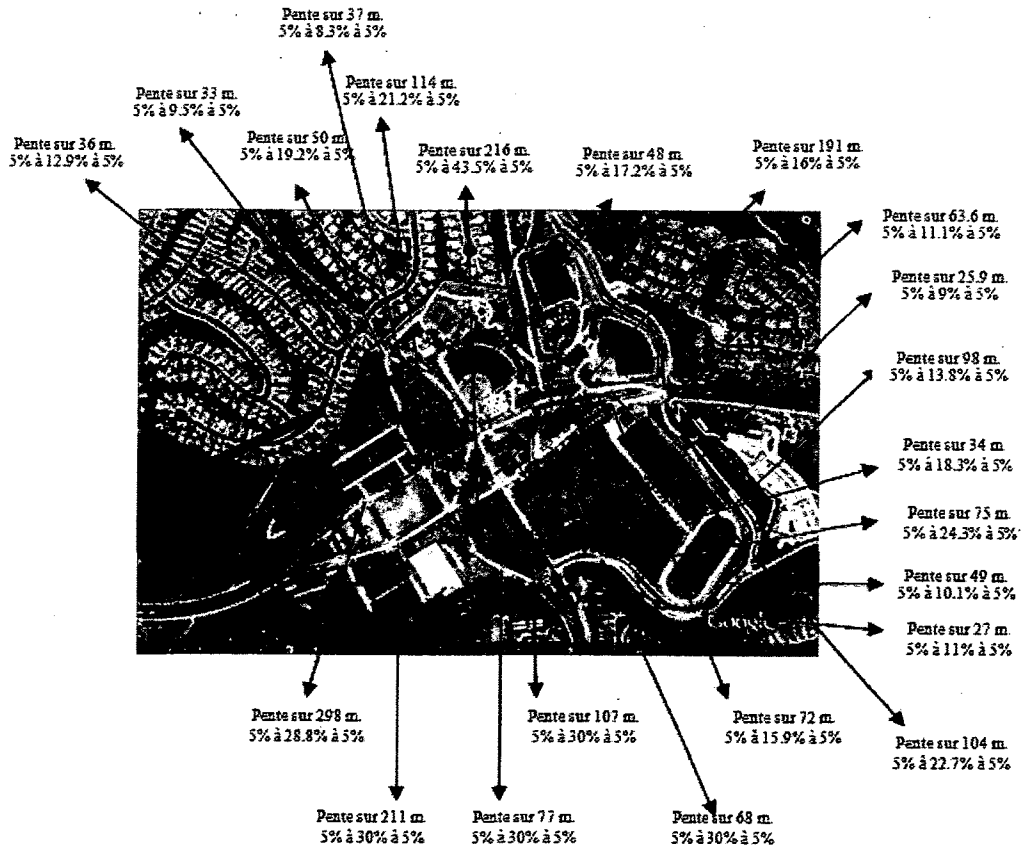 Pente sur 37 m.
5% à 8.3% à 5%
Pente sur 114 m.
5% à 21.2% à 5%
Pente sur 33 m.
5% à 9.5% à 5%
Pente sur 50 m.
5% à 19.2% à 5%
Pente sur 36 m.
5% à 12.9% à 5%
Pente sur 216 m.
5% à 43.5% à 5%
Pente sur 48 m.
5% à 17.2% à 5%
Pente sur 191 m.
5% à 16% à 5%
Pente sur 63.6 m.
5% à 11.1% à 5%
Pente sur 25.9 m.
5% à 9% à 5%
Pente sur 98 m.
5% à 13.8% à 5%
Pente sur 34 m.
5% à 18.3% à 5%
Pente sur 75 m.
5% à 24.3% à 5%
Pente sur 49 m.
5% à 10.1% à 5%
Google
Pente sur 27 m.
5% à 11% à 5%
Pente sur 298 m.
5% à 28.8% à 5%
Pente sur 107 m.
5% à 30% à 5%
Pente sur 72 m.
5% à 15.9% à 5%
Pente sur 104 m.
5% à 22.7% à 5%
Pente sur 211 m.
5% à 30% à 5%
Pente sur 77 m.
5% à 30% à 5%
Pente sur 68 m.
5% à 30% à 5%